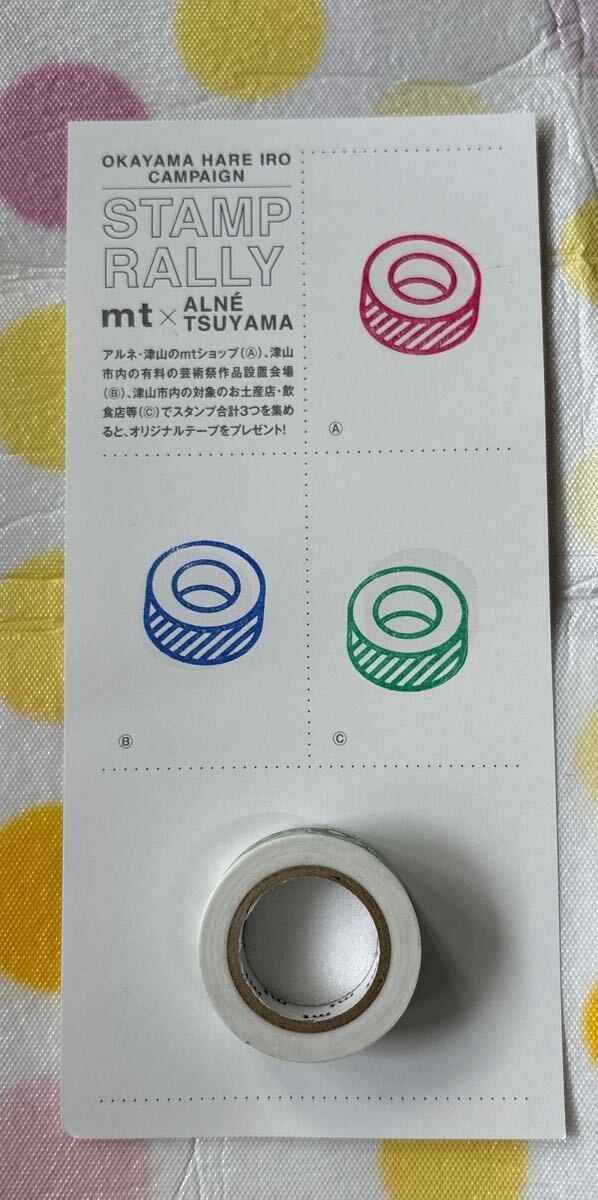 OKAYAMA HARE IRO
CAMPAIGN
STAMP
RALLY
mt × ALNÉ
TSUYAMA
アルネ・津山のmtショップ(Ⓐ)、津山
市内の有料の芸術祭作品設置会場
(Ⓑ)、津山市内の対象のお土産店・飲
食店等(Ⓒ)でスタンプ合計3つを集め
ると、オリジナルテープをプレゼント!
Ⓐ
Ⓑ
Ⓒ
mt